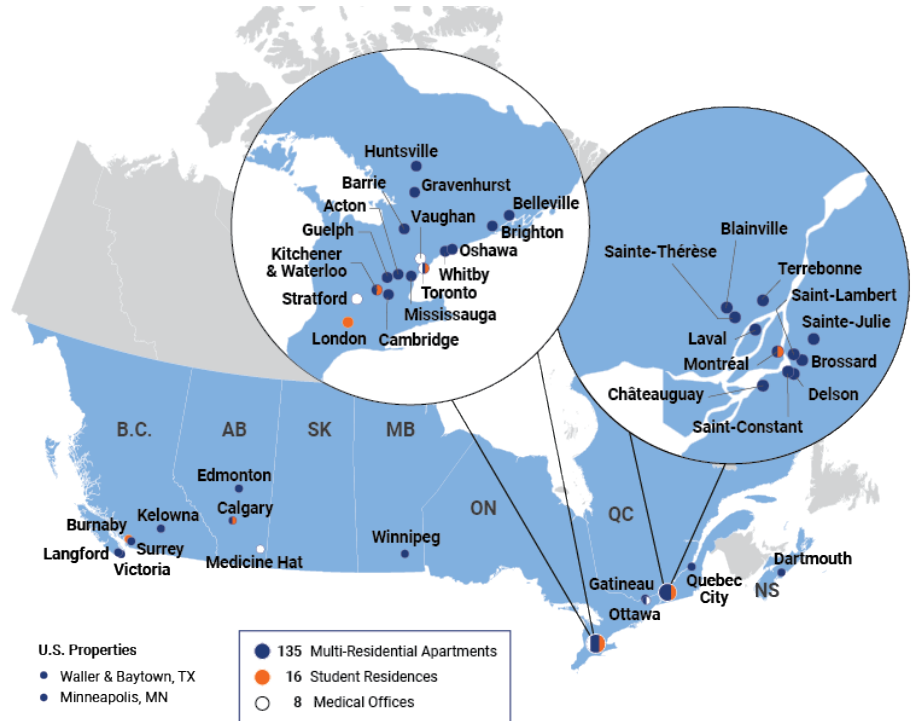 Huntsville
Barrie
Gravenhurst
Acton
Vaughan
Belleville
Guelph
Brighton
Kitchener
& Waterloo
Oshawa
Whitby
Stratford
Toronto
Mississauga
London
Cambridge
Blainville
Sainte-Thérèse
Terrebonne
Saint-Lambert
Laval
Sainte-Julie
Montréal
Brossard
Châteauguay
Delson
Saint-Constant
B.C.
AB
SK
MB
ON
QC
NS
Edmonton
Calgary
Burnaby
Kelowna
Surrey
Langford
Victoria
Medicine Hat
Winnipeg
Gatineau
Ottawa
Quebec
City
Dartmouth
U.S. Properties
Waller & Baytown, TX
Minneapolis, MN
135 Multi-Residential Apartments
16 Student Residences
8 Medical Offices